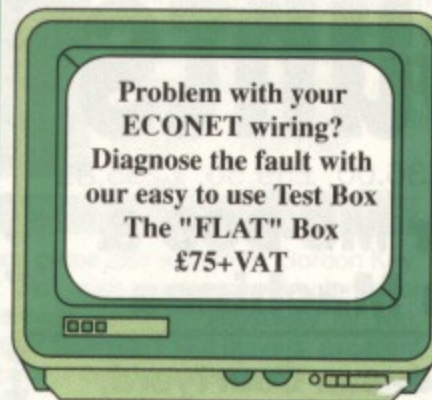 Problem with your
ECONET wiring?
Diagnose the fault with
our easy to use Test Box
The "FLAT" Box
£75+VAT